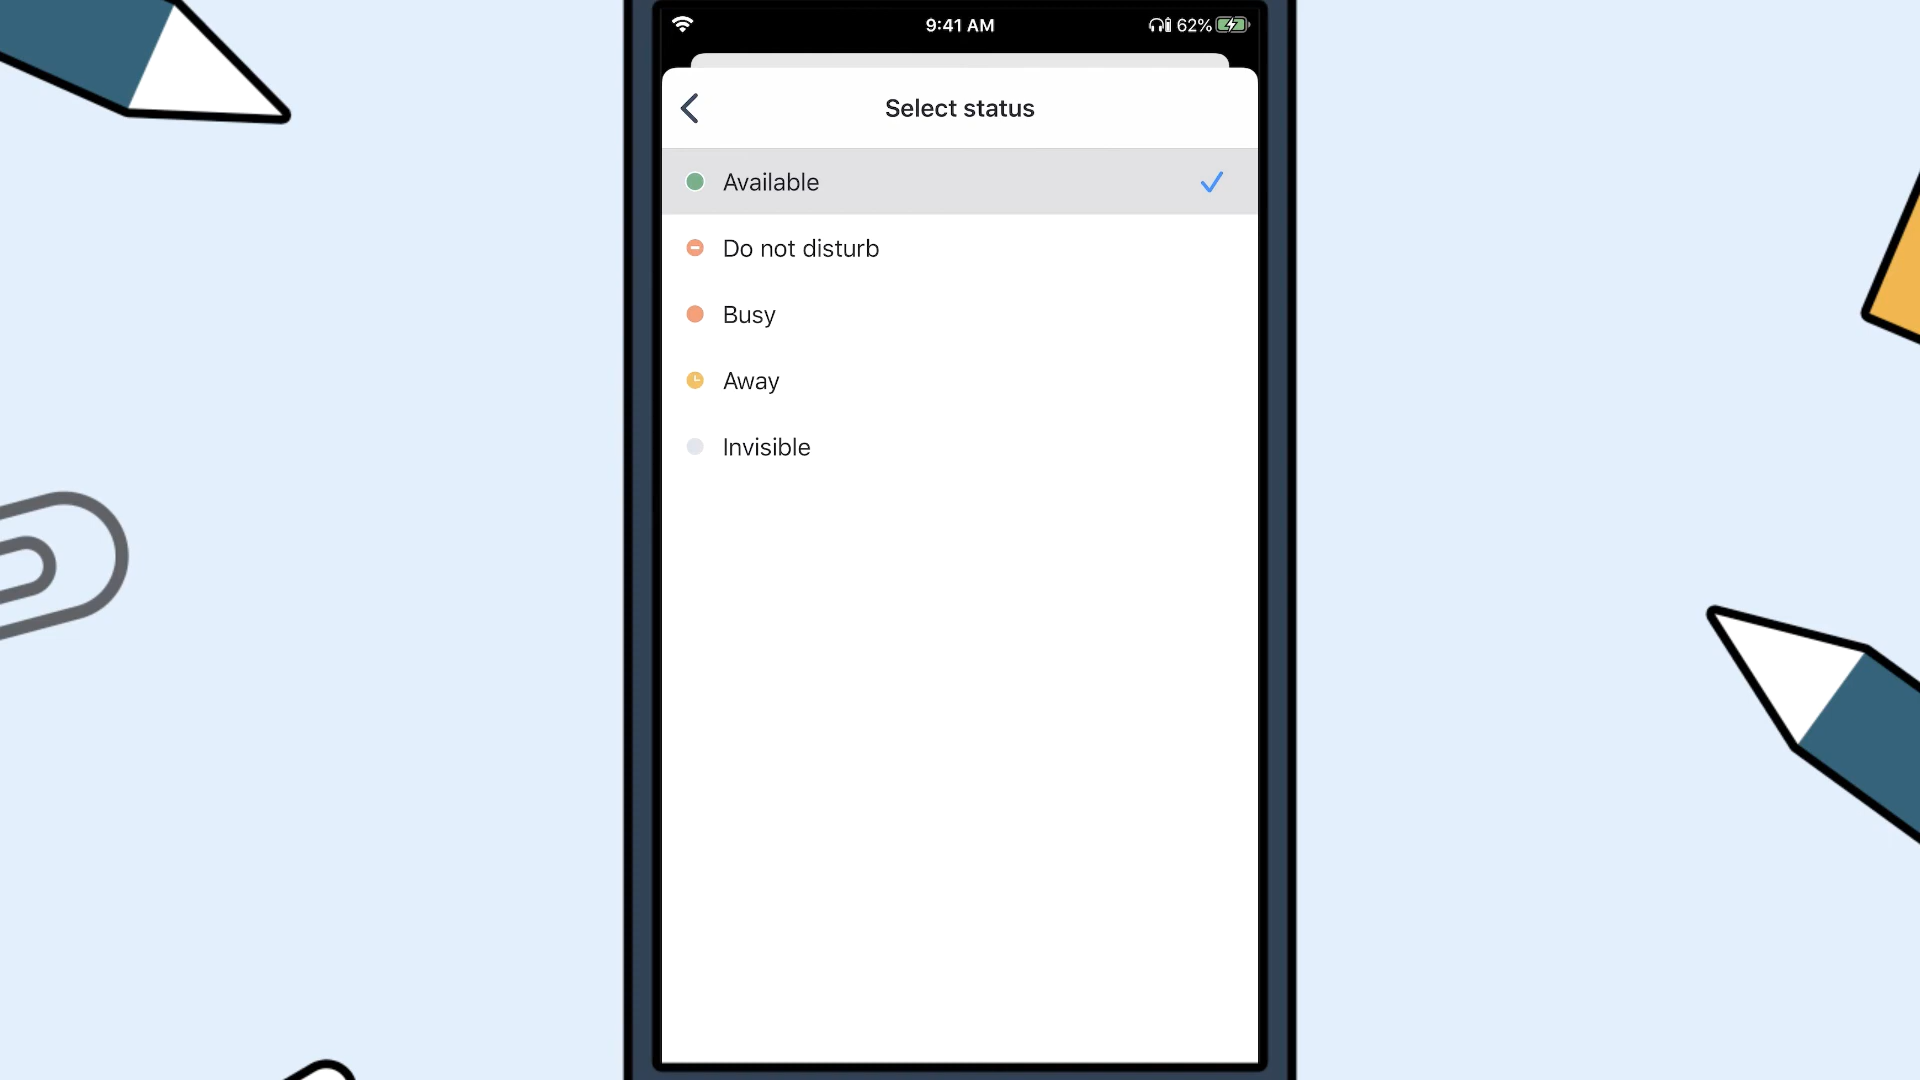 9:41 AM 62%
Select status
Available
Do not disturb
Busy
Away
Invisible